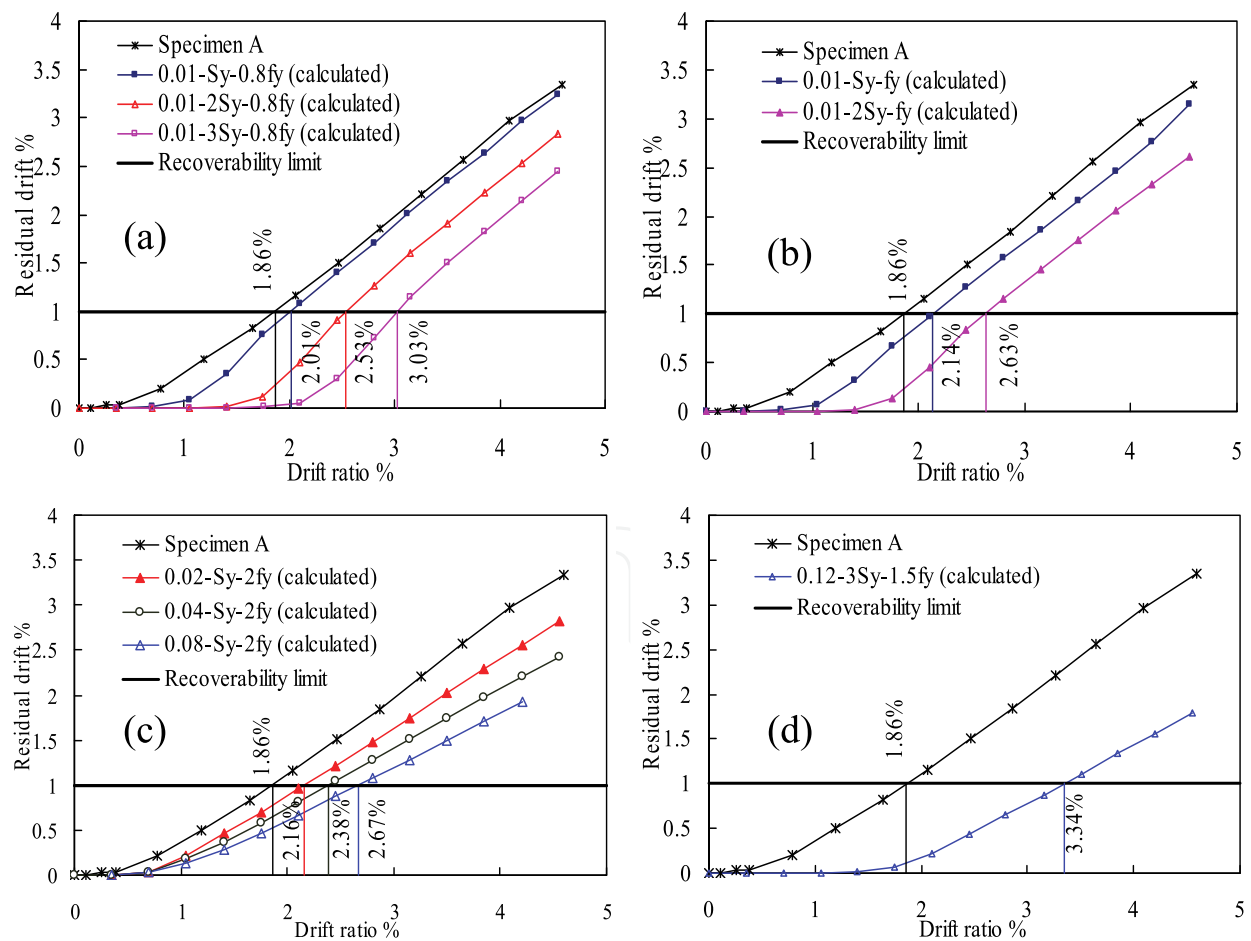 4
3.5
3
2.5
2
1.5
1
0.5
0
0 1 2 3 4 5
Residual drift %
Drift ratio %
Specimen A
0.01-Sy-0.8fy (calculated)
0.01-2Sy-0.8fy (calculated)
0.01-3Sy-0.8fy (calculated)
Recoverability limit
(a)
1.86%
2.01%
2.53%
3.03%
4
3.5
3
2.5
2
1.5
1
0.5
0
0 1 2 3 4 5
Residual drift %
Drift ratio %
Specimen A
0.01-Sy-fy (calculated)
0.01-2Sy-fy (calculated)
Recoverability limit
(b)
1.86%
2.14%
2.63%
4
3.5
3
2.5
2
1.5
1
0.5
0
0 1 2 3 4 5
Residual drift %
Drift ratio %
Specimen A
0.02-Sy-2fy (calculated)
0.04-Sy-2fy (calculated)
0.08-Sy-2fy (calculated)
Recoverability limit
(c)
1.86%
2.16%
2.38%
2.67%
4
3.5
3
2.5
2
1.5
1
0.5
0
0 1 2 3 4 5
Residual drift %
Drift ratio %
Specimen A
0.12-3Sy-1.5fy (calculated)
Recoverability limit
(d)
1.86%
3.34%